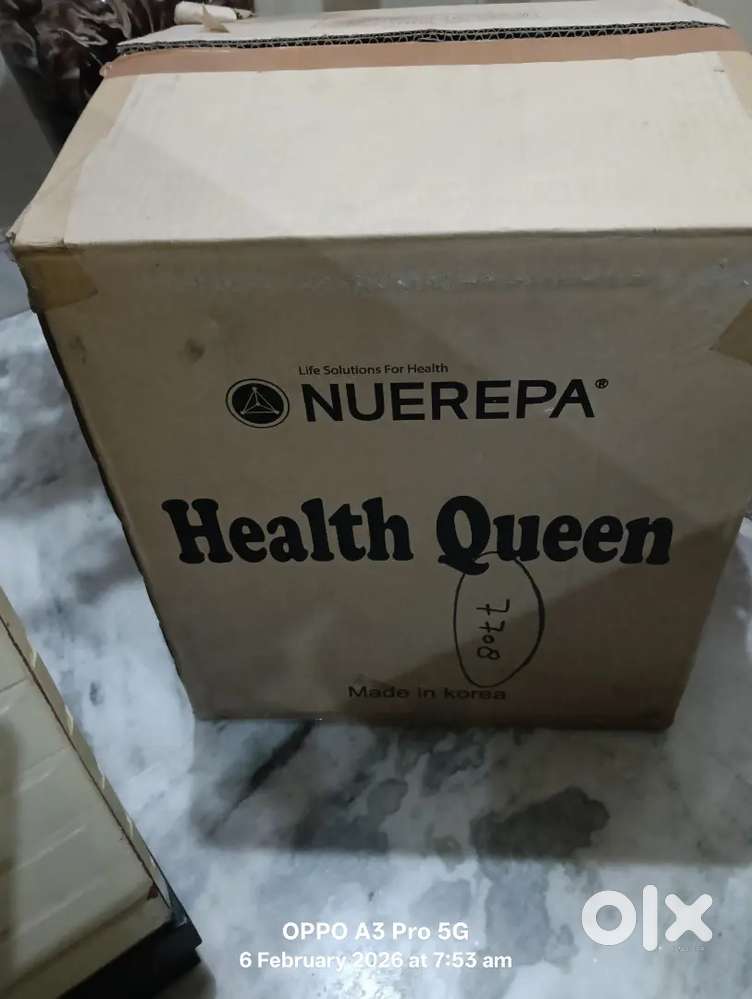 Life Solutions For Health
NUEREPA®
Health Queen
7708
Made in korea
OPPO A3 Pro 5G
6 February 2026 at 7:53 am
olx